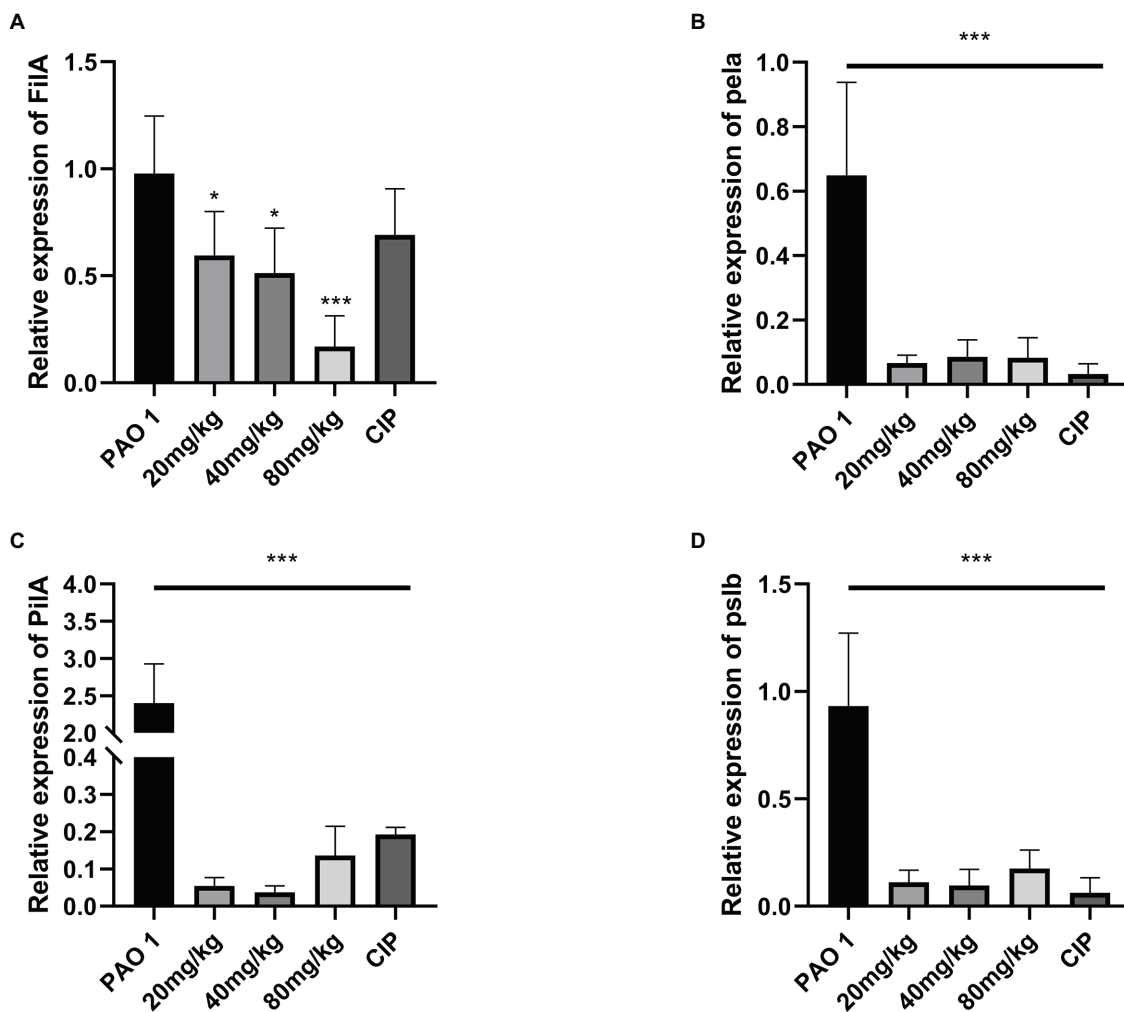 A
Relative expression of FilA
1.5
1.0
0.5
0.0
*
*
***
PAO 1
20mg/kg
40mg/kg
80mg/kg
CIP
B
Relative expression of pela
***
1.0
0.8
0.6
0.4
0.2
0.0
PAO 1
20mg/kg
40mg/kg
80mg/kg
CIP
C
Relative expression of PilA
***
4.0
3.5
3.0
2.5
2.0
0.4
0.3
0.2
0.1
0.0
PAO 1
20mg/kg
40mg/kg
80mg/kg
CIP
D
Relative expression of pslb
***
1.5
1.0
0.5
0.0
PAO 1
20mg/kg
40mg/kg
80mg/kg
CIP